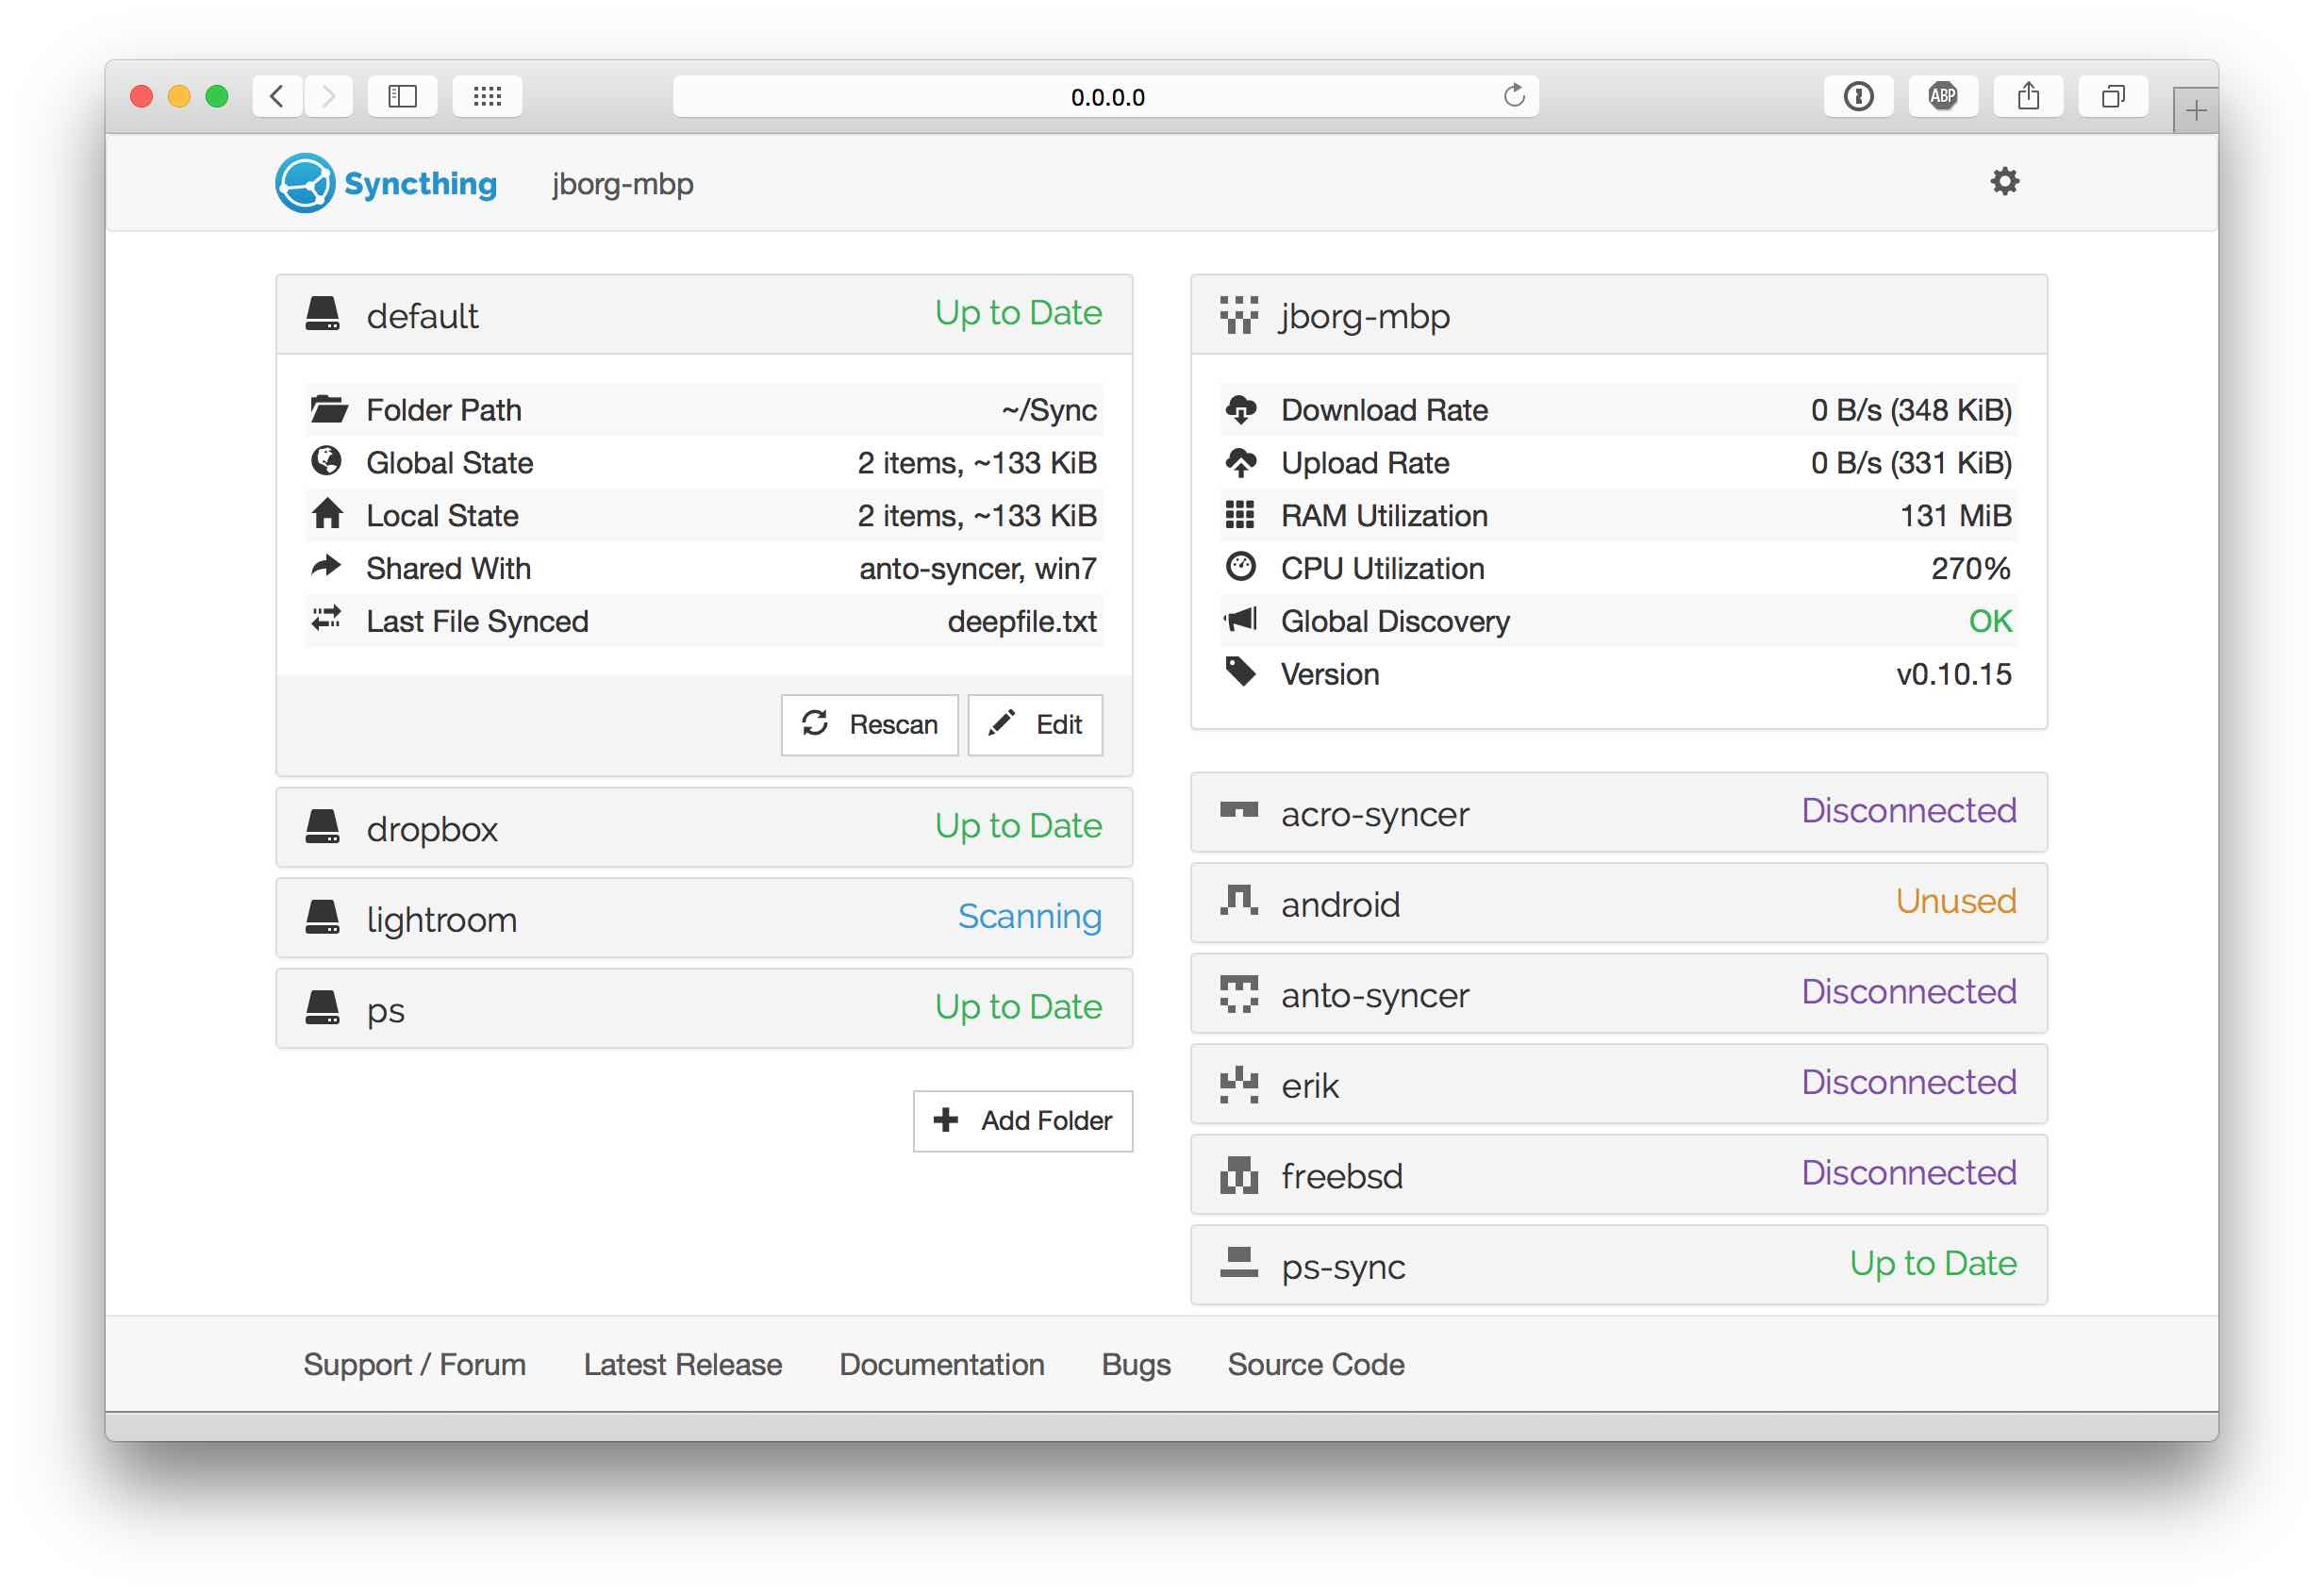 0.0.0.0
ABP
Syncthing jborg-mbp
default Up to Date
Folder Path ~/Sync
Global State 2 items, ~133 KiB
Local State 2 items, ~133 KiB
Shared With anto-syncer, win7
Last File Synced deepfile.txt
Rescan Edit
dropbox Up to Date
lightroom Scanning
ps Up to Date
Add Folder
jborg-mbp
Download Rate 0 B/s (348 KiB)
Upload Rate 0 B/s (331 KiB)
RAM Utilization 131 MiB
CPU Utilization 270%
Global Discovery OK
Version v0.10.15
acro-syncer Disconnected
android Unused
anto-syncer Disconnected
erik Disconnected
freebsd Disconnected
ps-sync Up to Date
Support / Forum Latest Release Documentation Bugs Source Code